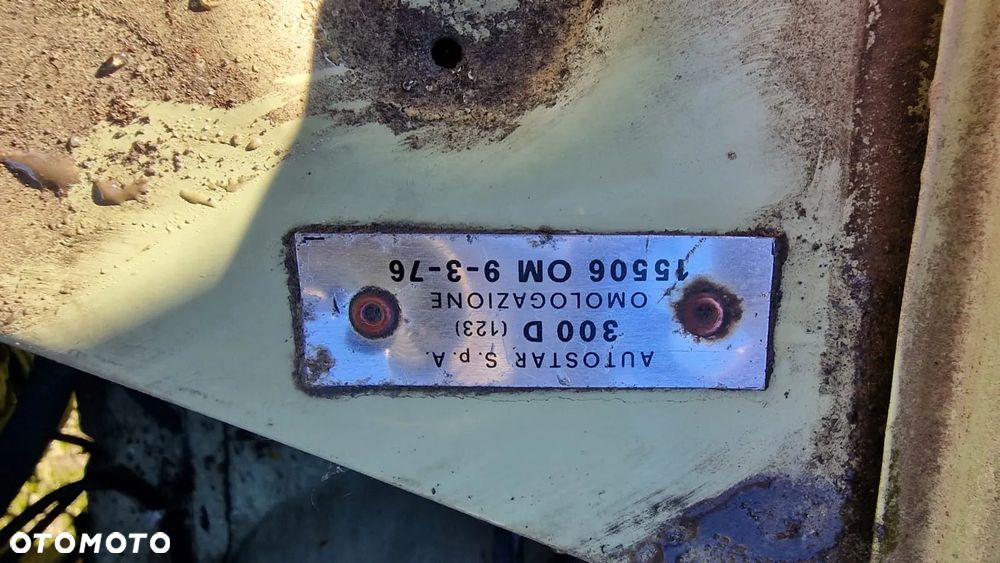 AUTOSTAR S.p.A.
300 D (123)
OMOLOGAZIONE
15506 OM 9-3-76
OTOMOTO